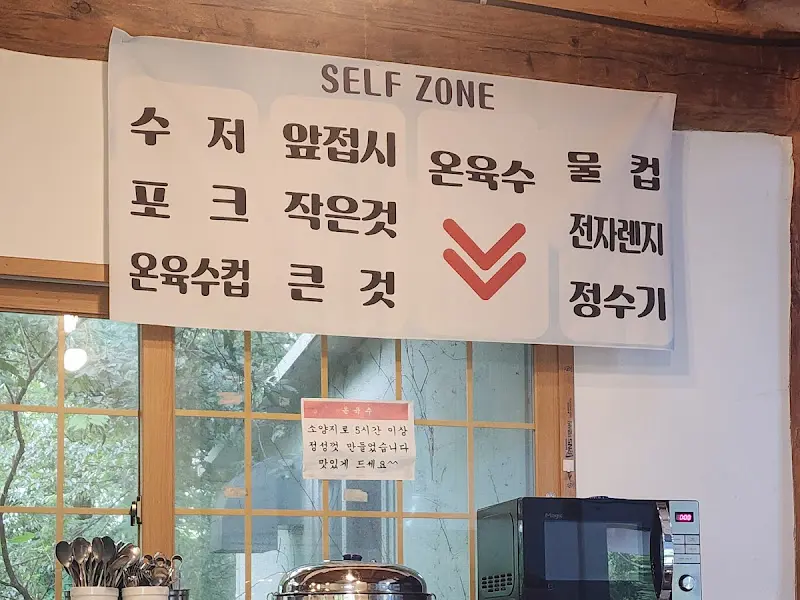 SELF ZONE
수 저
포 크
온육수컵
앞접시
작은것
큰 것
온육수
물 컵
전자렌지
정수기
온육수
소양지로 5시간 이상
정성껏 만들었습니다
맛있게 드세요^^
0:00